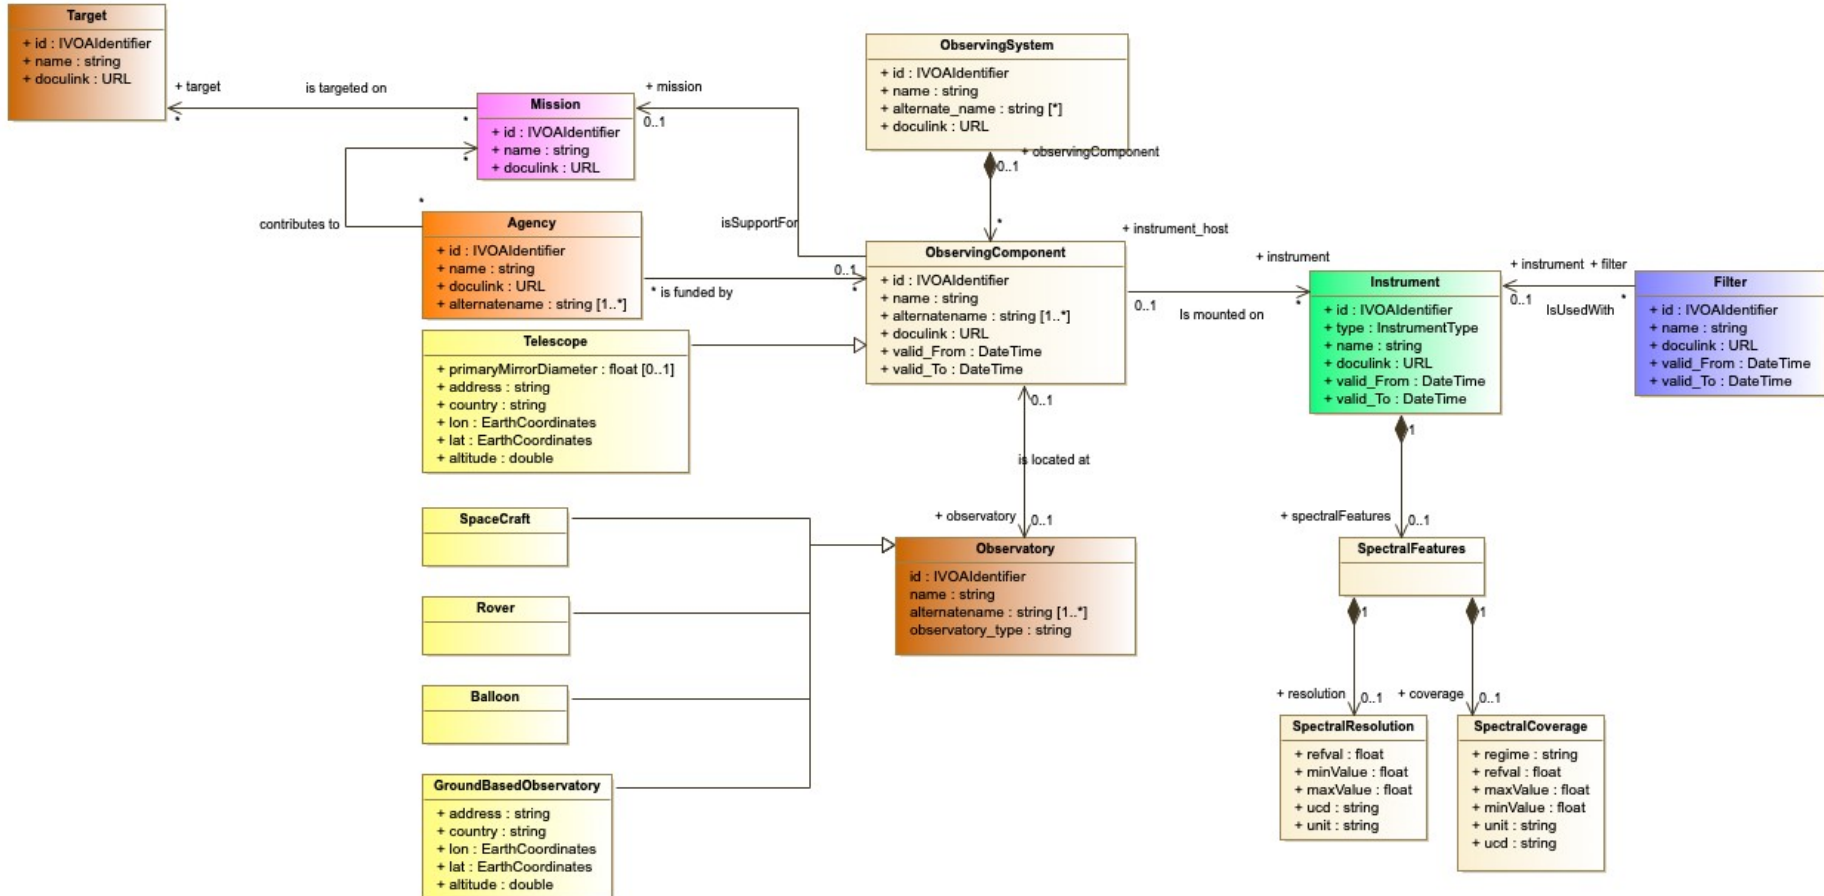 Target
+ id : IVOAIdentifier
+ name : string
+ doculink : URL
+ target
*
is targeted on
*
Mission
+ id : IVOAIdentifier
+ name : string
+ doculink : URL
+ mission
0..1
*
contributes to
*
Agency
+ id : IVOAIdentifier
+ name : string
+ doculink : URL
+ alternatename : string [1..*]
* is funded by
*
isSupportFor
0..1
ObservingSystem
+ id : IVOAIdentifier
+ name : string
+ alternate_name : string [*]
+ doculink : URL
+ observingComponent
0..1
*
ObservingComponent
+ id : IVOAIdentifier
+ name : string
+ alternatename : string [1..*]
+ doculink : URL
+ valid_From : DateTime
+ valid_To : DateTime
+ instrument_host
0..1
Is mounted on
+ instrument
*
Instrument
+ id : IVOAIdentifier
+ type : InstrumentType
+ name : string
+ doculink : URL
+ valid_From : DateTime
+ valid_To : DateTime
+ instrument + filter
0..1
IsUsedWith
*
Filter
+ id : IVOAIdentifier
+ name : string
+ doculink : URL
+ valid_From : DateTime
+ valid_To : DateTime
Telescope
+ primaryMirrorDiameter : float [0..1]
+ address : string
+ country : string
+ lon : EarthCoordinates
+ lat : EarthCoordinates
+ altitude : double
0..1
is located at
+ observatory
0..1
Observatory
id : IVOAIdentifier
name : string
alternatename : string [1..*]
observatory_type : string
SpaceCraft
Rover
Balloon
GroundBasedObservatory
+ address : string
+ country : string
+ lon : EarthCoordinates
+ lat : EarthCoordinates
+ altitude : double
1
+ spectralFeatures
0..1
SpectralFeatures
1
1
+ resolution
0..1
+ coverage
0..1
SpectralResolution
+ refval : float
+ minValue : float
+ maxValue : float
+ ucd : string
+ unit : string
SpectralCoverage
+ regime : string
+ refval : float
+ maxValue : float
+ minValue : float
+ unit : string
+ ucd : string